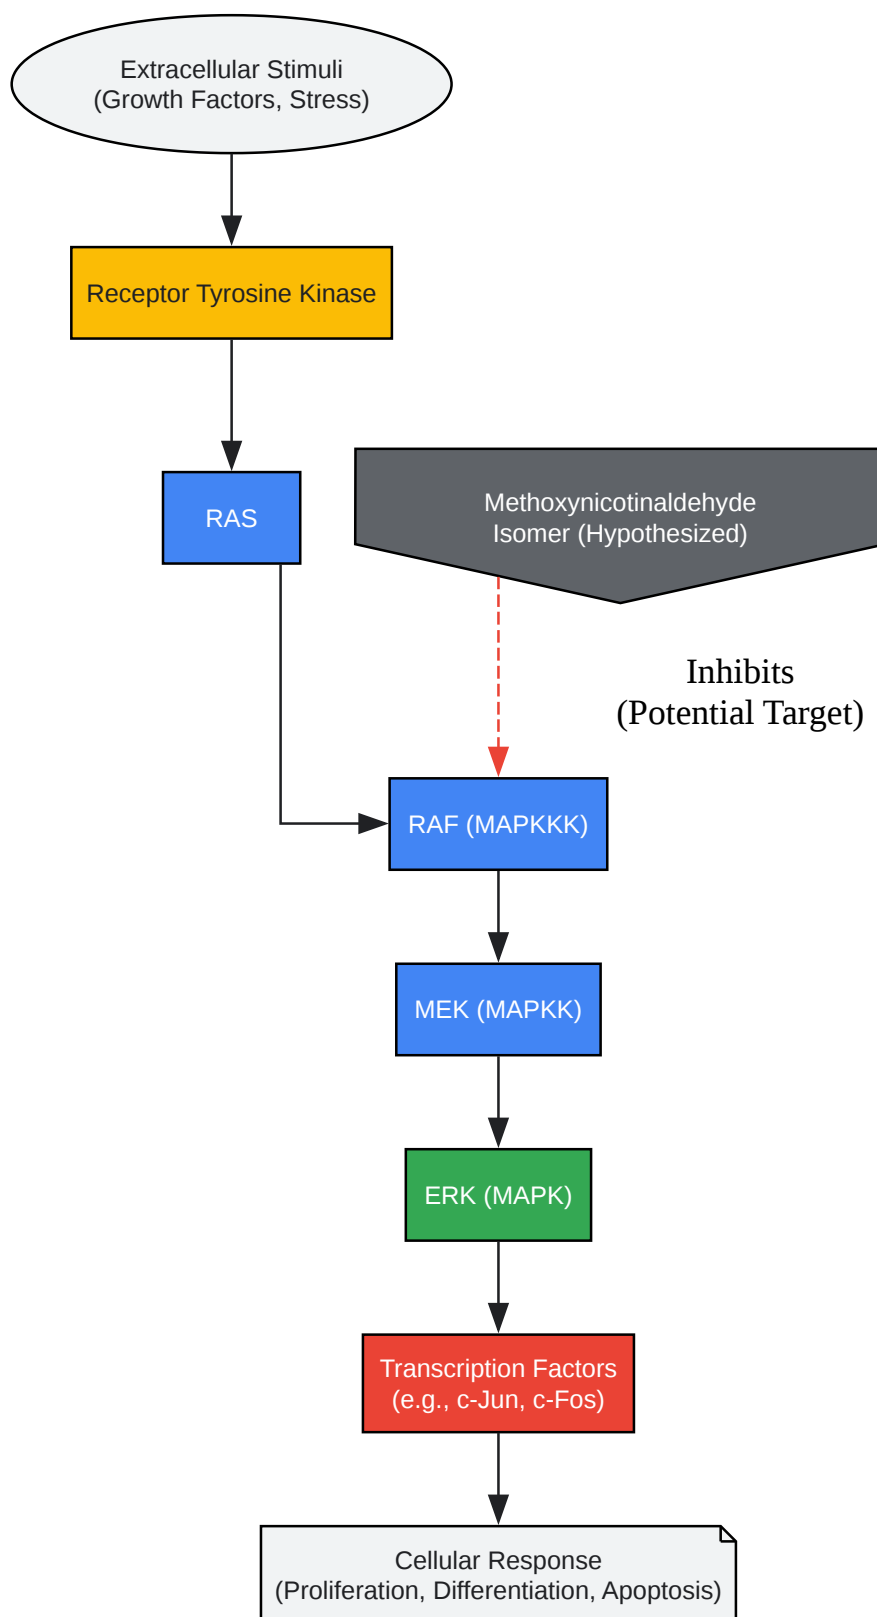 Extracellular Stimuli
(Growth Factors, Stress)
Receptor Tyrosine Kinase
RAS
Methoxynicotinaldehyde
Isomer (Hypothesized)
Inhibits
(Potential Target)
RAF (MAPKKK)
MEK (MAPKK)
ERK (MAPK)
Transcription Factors
(e.g., c-Jun, c-Fos)
Cellular Response
(Proliferation, Differentiation, Apoptosis)